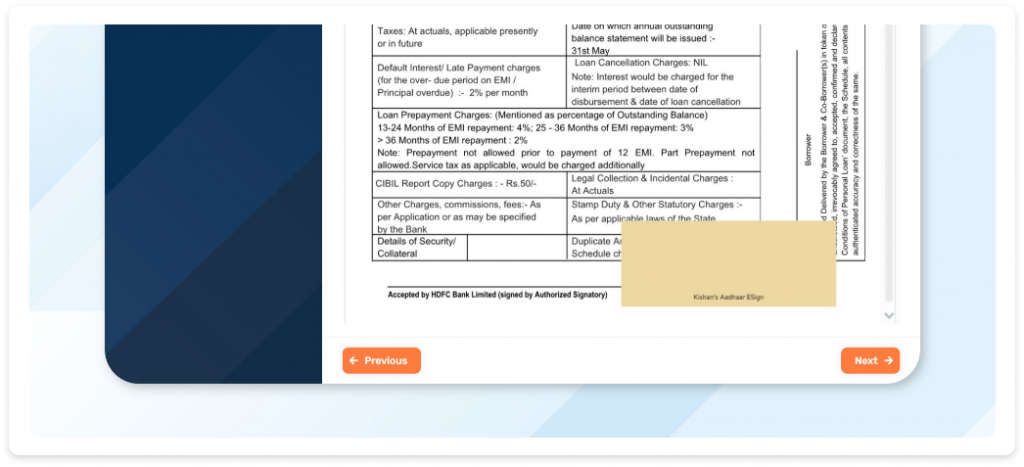 Taxes: At actuals, applicable presently
or in future
Date on which annual outstanding
balance statement will be issued :-
31st May
Default Interest/ Late Payment charges
(for the over- due period on EMI /
Principal overdue) :- 2% per month
Loan Cancellation Charges: NIL
Note: Interest would be charged for the
interim period between date of
disbursement & date of loan cancellation
Loan Prepayment Charges: (Mentioned as percentage of Outstanding Balance)
13-24 Months of EMI repayment: 4%; 25 - 36 Months of EMI repayment: 3%
> 36 Months of EMI repayment : 2%
Note: Prepayment not allowed prior to payment of 12 EMI. Part Prepayment not
allowed.Service tax as applicable, would be charged additionally
CIBIL Report Copy Charges : - Rs.50/-
Legal Collection & Incidental Charges :
At Actuals
Other Charges, commissions, fees:- As
per Application or as may be specified
by the Bank
Stamp Duty & Other Statutory Charges :-
As per applicable laws of the State
Details of Security/
Collateral
Duplicate
Schedule
Borrower
Delivered by the Borrower & Co-Borrower(s) in token
irrevocably agreed to, accepted, confirmed and
Conditions of Personal Loan' document, the Schedule, all contents
authenticated accuracy and correctness of the same.
Accepted by HDFC Bank Limited (signed by Authorized Signatory)
Kishan's Aadhaar ESign
Previous
Next